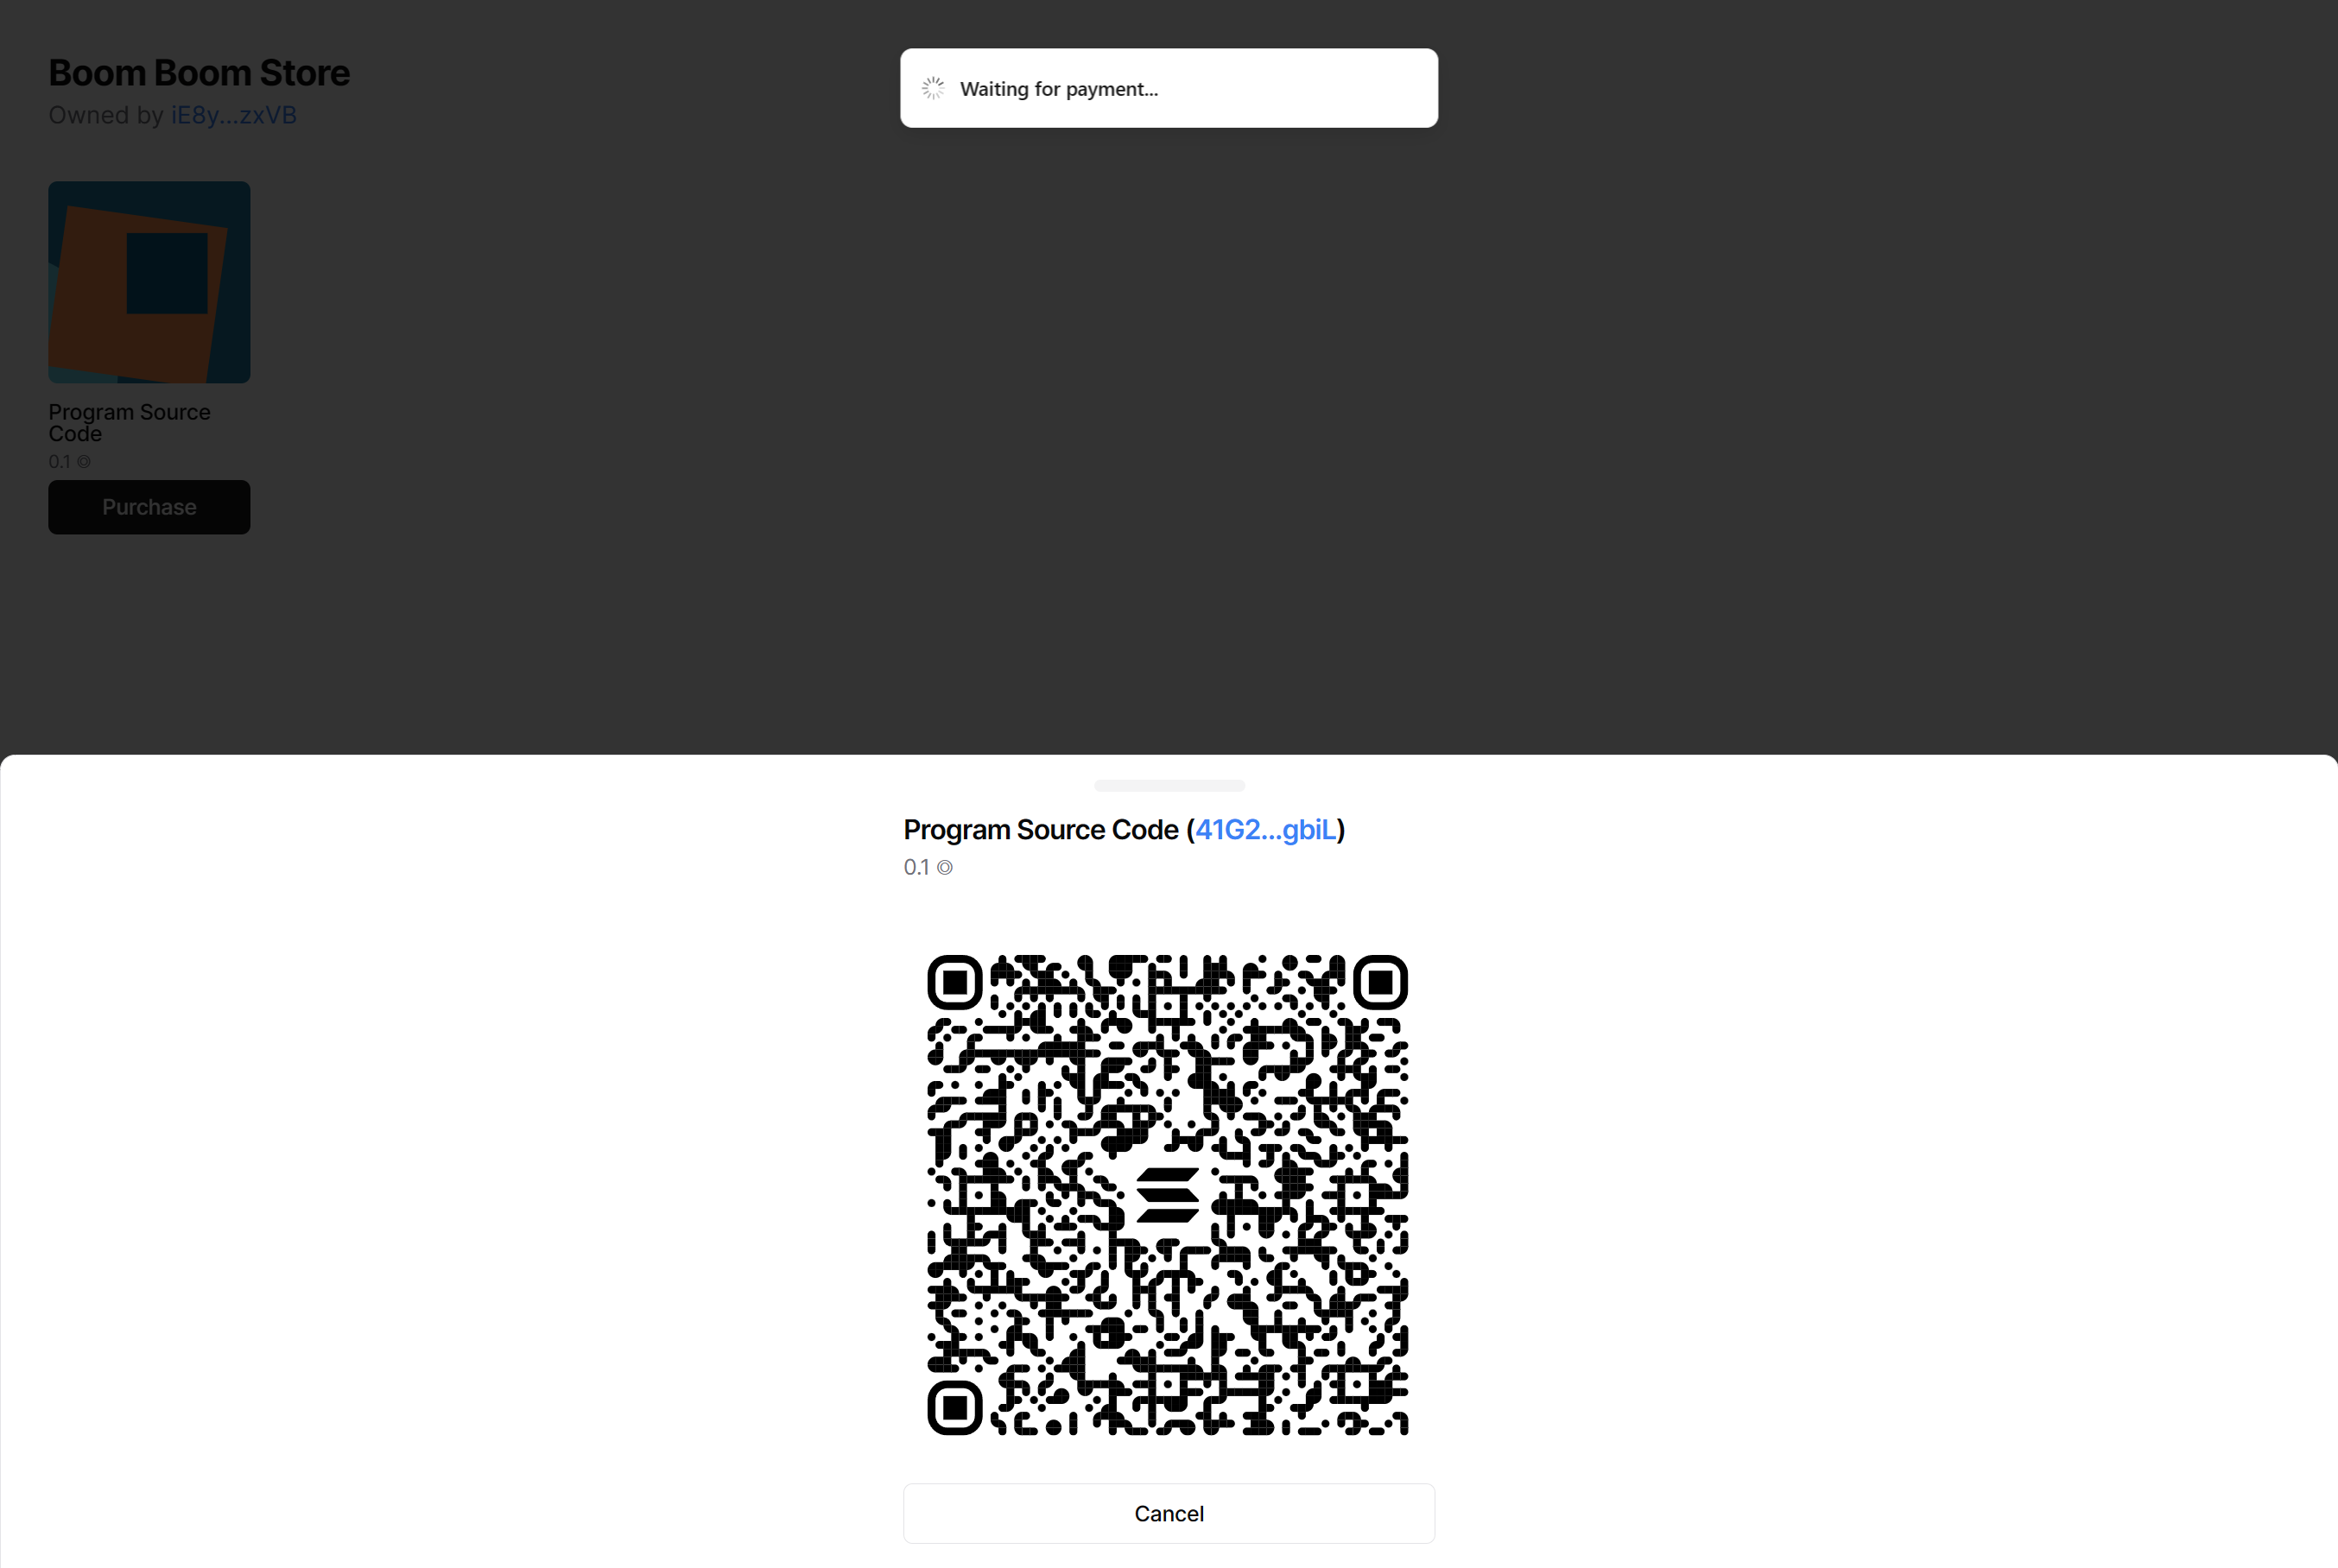 Boom Boom Store
Owned by iE8y...zxVB
Waiting for payment...
Program Source
Code
0.1 ◎
Purchase
Program Source Code (41G2...gbiL)
0.1 ◎
Cancel